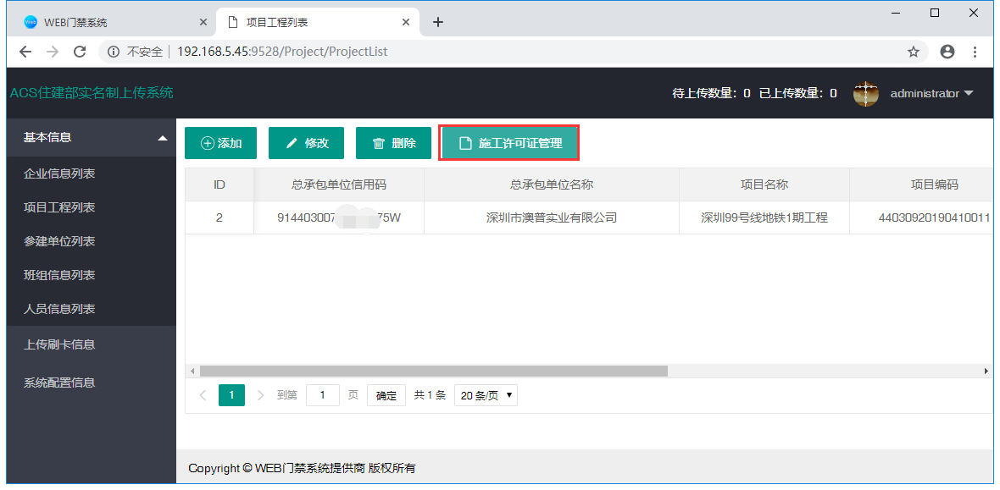 WEB门禁系统
项目工程列表
不安全 192.168.5.45:9528/Project/ProjectList
ACS住建部实名制上传系统
待上传数量：0 已上传数量：0 administrator
基本信息
企业信息列表
项目工程列表
参建单位列表
班组信息列表
人员信息列表
上传刷卡信息
系统配置信息
添加 修改 删除 施工许可证管理
ID 总承包单位信用码 总承包单位名称 项目名称 项目编码
2 91440300 75W 深圳市澳普实业有限公司 深圳99号线地铁1期工程 44030920190410011
1 到第 1 页 确定 共 1 条 20 条/页
Copyright © WEB门禁系统提供商 版权所有